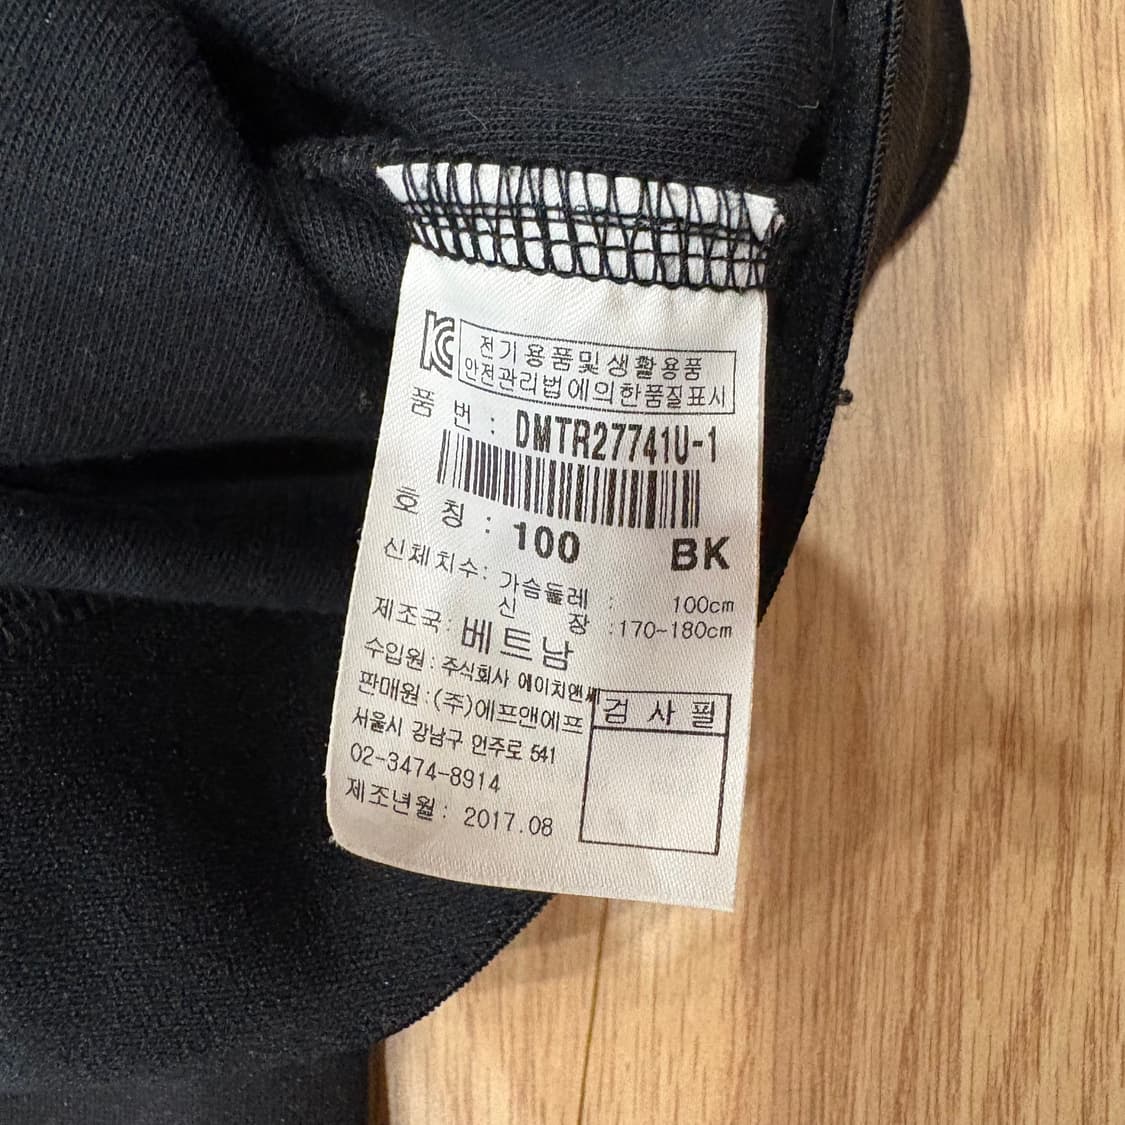 KC
전기용품및생활용품
안전관리법에의한품질표시
품 번 : DMTR27741U-1
호 칭 : 100 BK
신체치수: 가슴둘레 : 100cm
신 장 :170~180cm
제조국: 베트남
수입원 : 주식회사 에이치앤
판매원 :(주)에프앤에프
서울시 강남구 언주로 541
02-3474-8914
제조년월 : 2017.08
검 사 필